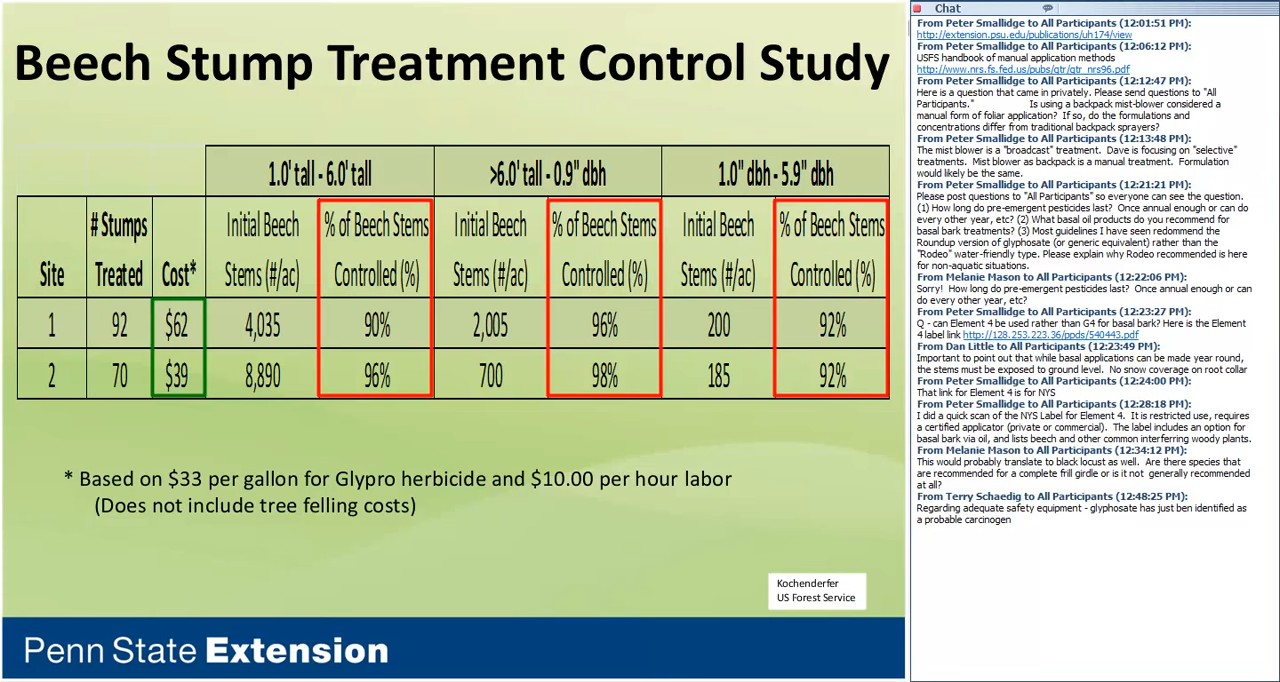 Beech Stump Treatment Control Study
1.0' tall - 6.0' tall >6.0' tall - 0.9" dbh 1.0" dbh - 5.9" dbh
# Stumps Initial Beech % of Beech Stems Initial Beech % of Beech Stems Initial Beech % of Beech Stems
Site Treated Cost* Stems (#/ac) Controlled (%) Stems (#/ac) Controlled (%) Stems (#/ac) Controlled (%)
1 92 $62 4,035 90% 2,005 96% 200 92%
2 70 $39 8,890 96% 700 98% 185 92%
* Based on $33 per gallon for Glypro herbicide and $10.00 per hour labor
(Does not include tree felling costs)
Kochenderfer
US Forest Service
Penn State Extension
Chat
From Peter Smallidge to All Participants (12:01:51 PM):
http://extension.psu.edu/publications/uh174/view
From Peter Smallidge to All Participants (12:06:12 PM):
USFS handbook of manual application methods
http://www.nrs.fs.fed.us/pubs/gtr/gtr_nrs96.pdf
From Peter Smallidge to All Participants (12:12:47 PM):
Here is a question that came in privately. Please send questions to "All
Participants." Is using a backpack mist-blower considered a
manual form of foliar application? If so, do the formulations and
concentrations differ from traditional backpack sprayers?
From Peter Smallidge to All Participants (12:13:48 PM):
The mist blower is a "broadcast" treatment. Dave is focusing on "selective"
treatments. Mist blower as backpack is a manual treatment. Formulation
would likely be the same.
From Peter Smallidge to All Participants (12:21:21 PM):
Please post questions to "All Participants" so everyone can see the question.
(1) How long do pre-emergent pesticides last? Once annual enough or can do
every other year, etc? (2) What basal oil products do you recommend for
basal bark treatments? (3) Most guidelines I have seen redommend the
Roundup version of glyphosate (or generic equivalent) rather than the
"Rodeo" water-friendly type. Please explain why Rodeo recommended is here
for non-aquatic situations.
From Melanie Mason to All Participants (12:22:06 PM):
Sorry! How long do pre-emergent pesticides last? Once annual enough or can
do every other year, etc?
From Peter Smallidge to All Participants (12:23:27 PM):
Q - can Element 4 be used rather than G4 for basal bark? Here is the Element
4 label link http://128.253.223.36/ppds/540443.pdf
From Dan Little to All Participants (12:23:49 PM):
Important to point out that while basal applications can be made year round,
the stems must be exposed to ground level. No snow coverage on root collar
From Peter Smallidge to All Participants (12:24:00 PM):
That link for Element 4 is for NYS
From Peter Smallidge to All Participants (12:28:18 PM):
I did a quick scan of the NYS Label for Element 4. It is restricted use, requires
a certified applicator (private or commercial). The label includes an option for
basal bark via oil, and lists beech and other common interfering woody plants.
From Melanie Mason to All Participants (12:34:12 PM):
This would probably translate to black locust as well. Are there species that
are recommended for a complete frill girdle or is it not generally recommended
at all?
From Terry Schaedig to All Participants (12:48:25 PM):
Regarding adequate safety equipment - glyphosate has just ben identified as
a probable carcinogen